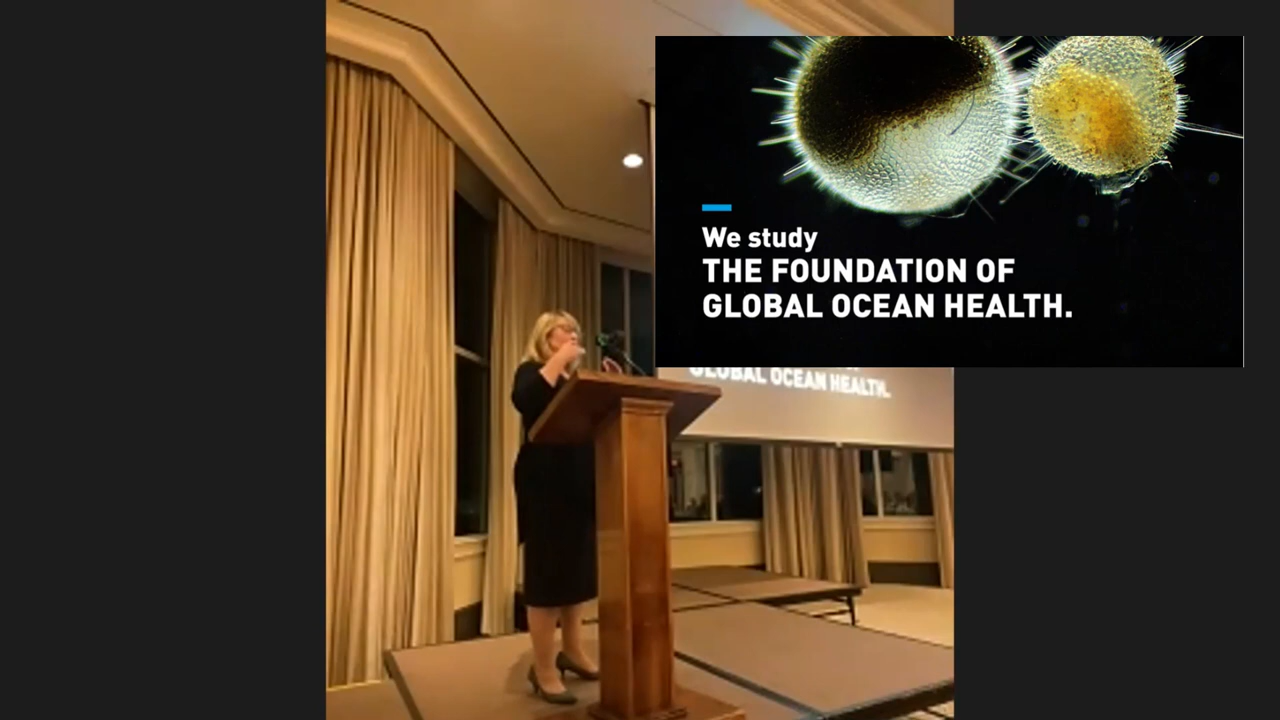 We study
THE FOUNDATION OF
GLOBAL OCEAN HEALTH.
GLOBAL OCEAN HEALTH.